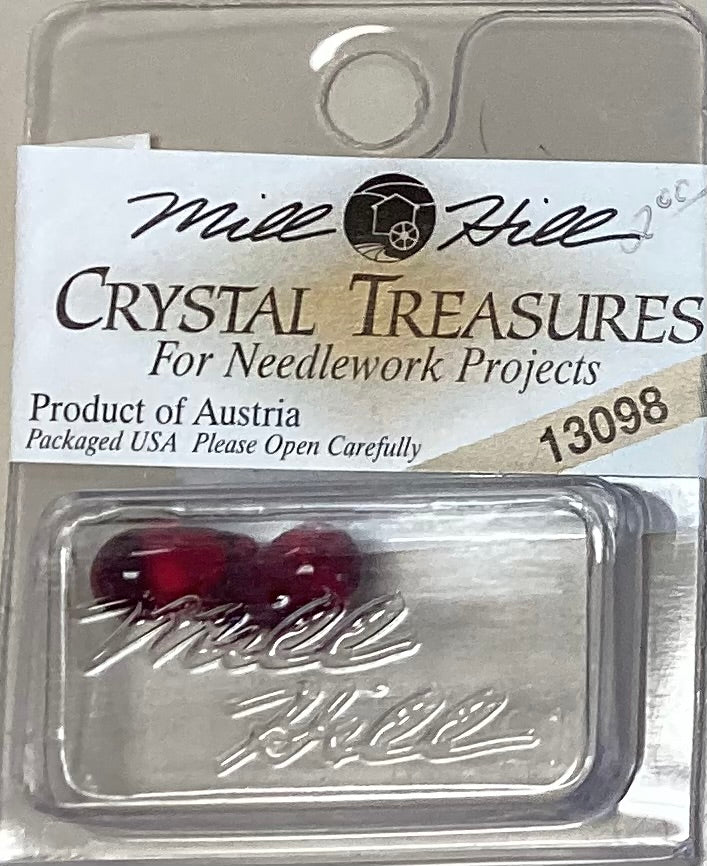 Mill Hill
CRYSTAL TREASURES
For Needlework Projects
Product of Austria
Packaged USA Please Open Carefully
13098
Mill
Hill